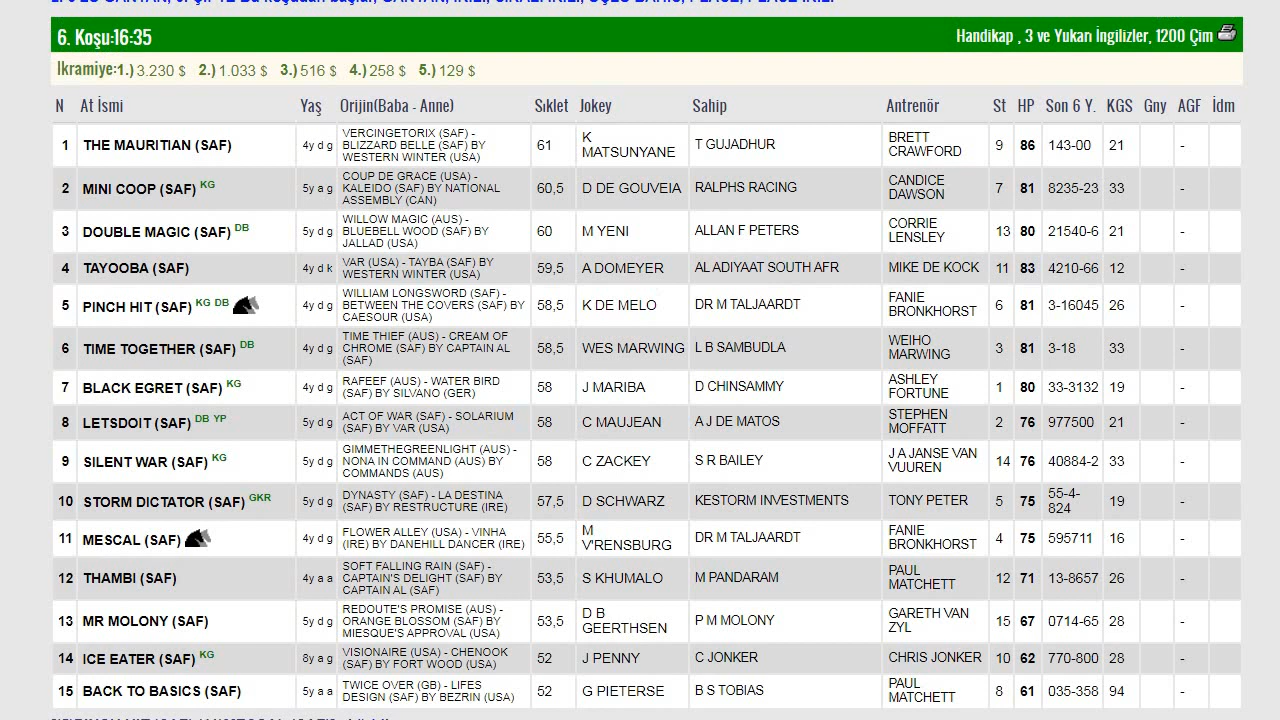 6. Koşu:16:35 Handikap , 3 ve Yukarı İngilizler, 1200 Çim
İkramiye:1.) 3.230 $ 2.) 1.033 $ 3.) 516 $ 4.) 258 $ 5.) 129 $
N At İsmi Yaş Orijin(Baba - Anne) Sıklet Jokey Sahip Antrenör St HP Son 6 Y. KGS Gny AGF İdm
1 THE MAURITIAN (SAF) 4y d g VERCINGETORIX (SAF) - BLIZZARD BELLE (SAF) BY WESTERN WINTER (USA) 61 K MATSUNYANE T GUJADHUR BRETT CRAWFORD 9 86 143-00 21 -
2 MINI COOP (SAF) KG 5y a g COUP DE GRACE (USA) - KALEIDO (SAF) BY NATIONAL ASSEMBLY (CAN) 60,5 D DE GOUVEIA RALPHS RACING CANDICE DAWSON 7 81 8235-23 33 -
3 DOUBLE MAGIC (SAF) DB 5y d g WILLOW MAGIC (AUS) - BLUEBELL WOOD (SAF) BY JALLAD (USA) 60 M YENI ALLAN F PETERS CORRIE LENSLEY 13 80 21540-6 21 -
4 TAYOOBA (SAF) 4y d k VAR (USA) - TAYBA (SAF) BY WESTERN WINTER (USA) 59,5 A DOMEYER AL ADIYAAT SOUTH AFR MIKE DE KOCK 11 83 4210-66 12 -
5 PINCH HIT (SAF) KG DB 4y d g WILLIAM LONGSWORD (SAF) - BETWEEN THE COVERS (SAF) BY CAESOUR (USA) 58,5 K DE MELO DR M TALJAARDT FANIE BRONKHORST 6 81 3-16045 26 -
6 TIME TOGETHER (SAF) DB 4y d g TIME THIEF (AUS) - CREAM OF CHROME (SAF) BY CAPTAIN AL (SAF) 58,5 WES MARWING L B SAMBUDLA WEIHO MARWING 3 81 3-18 33 -
7 BLACK EGRET (SAF) KG 4y d g RAFEEF (AUS) - WATER BIRD (SAF) BY SILVANO (GER) 58 J MARIBA D CHINSAMMY ASHLEY FORTUNE 1 80 33-3132 19 -
8 LETSDOIT (SAF) DB YP 5y d g ACT OF WAR (SAF) - SOLARIUM (SAF) BY VAR (USA) 58 C MAUJEAN A J DE MATOS STEPHEN MOFFATT 2 76 977500 21 -
9 SILENT WAR (SAF) KG 5y d g GIMMETHEGREENLIGHT (AUS) - NONA IN COMMAND (AUS) BY COMMANDS (AUS) 58 C ZACKEY S R BAILEY J A JANSE VAN VUUREN 14 76 40884-2 33 -
10 STORM DICTATOR (SAF) GKR 5y d g DYNASTY (SAF) - LA DESTINA (SAF) BY RESTRUCTURE (IRE) 57,5 D SCHWARZ KESTORM INVESTMENTS TONY PETER 5 75 55-4-824 19 -
11 MESCAL (SAF) 4y d g FLOWER ALLEY (USA) - VINHA (IRE) BY DANEHILL DANCER (IRE) 55,5 M V'RENSBURG DR M TALJAARDT FANIE BRONKHORST 4 75 595711 16 -
12 THAMBI (SAF) 4y a a SOFT FALLING RAIN (SAF) - CAPTAIN'S DELIGHT (SAF) BY CAPTAIN AL (SAF) 53,5 S KHUMALO M PANDARAM PAUL MATCHETT 12 71 13-8657 26 -
13 MR MOLONY (SAF) 5y d g REDOUTE'S PROMISE (AUS) - ORANGE BLOSSOM (SAF) BY MIESQUE'S APPROVAL (USA) 53,5 D B GEERTHSEN P M MOLONY GARETH VAN ZYL 15 67 0714-65 28 -
14 ICE EATER (SAF) KG 8y a g VISIONAIRE (USA) - CHENOOK (SAF) BY FORT WOOD (USA) 52 J PENNY C JONKER CHRIS JONKER 10 62 770-800 28 -
15 BACK TO BASICS (SAF) 5y a a TWICE OVER (GB) - LIFES DESIGN (SAF) BY BEZRIN (USA) 52 G PIETERSE B S TOBIAS PAUL MATCHETT 8 61 035-358 94 -